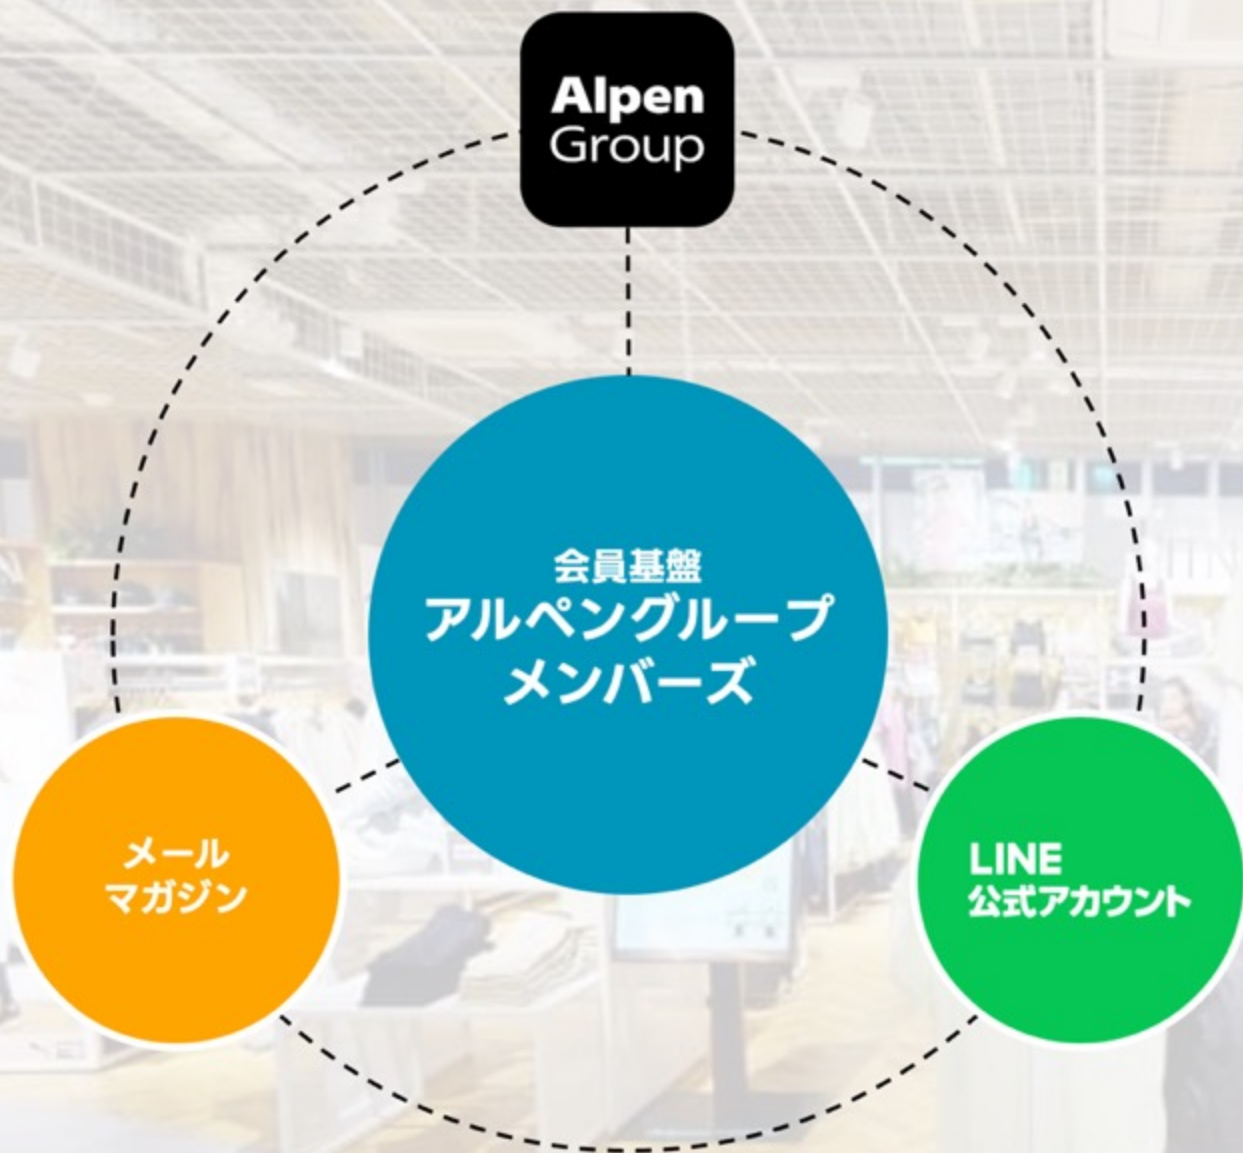 Alpen
Group
会員基盤
アルペングループ
メンバーズ
メール
マガジン
LINE
公式アカウント